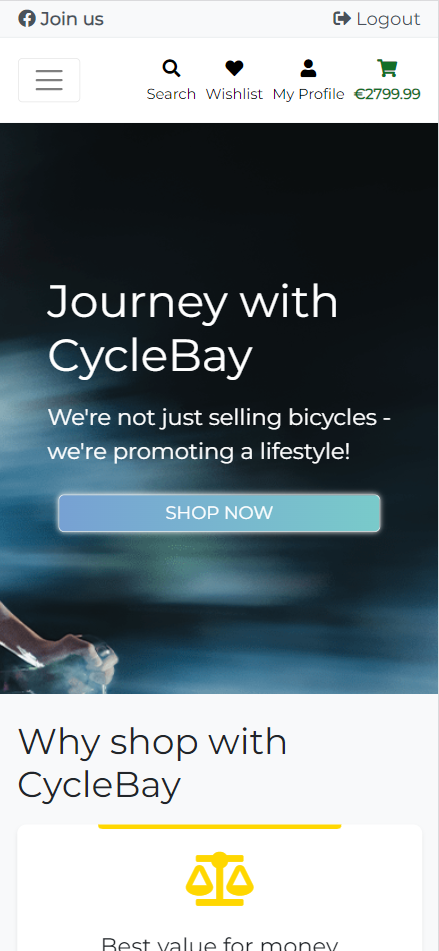 Join us
Logout
Search
Wishlist
My Profile
€2799.99
Journey with
CycleBay
We're not just selling bicycles -
we're promoting a lifestyle!
SHOP NOW
Why shop with
CycleBay
Best value for money